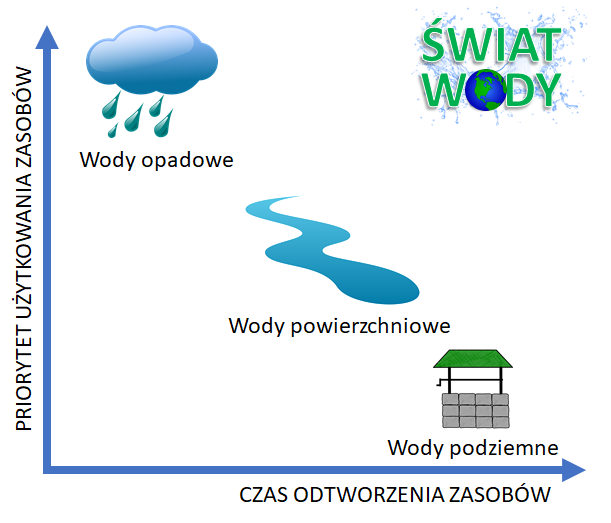 ŚWIAT
WODY
PRIORYTET UŻYTKOWANIA ZASOBÓW
Wody opadowe
Wody powierzchniowe
Wody podziemne
CZAS ODTWORZENIA ZASOBÓW